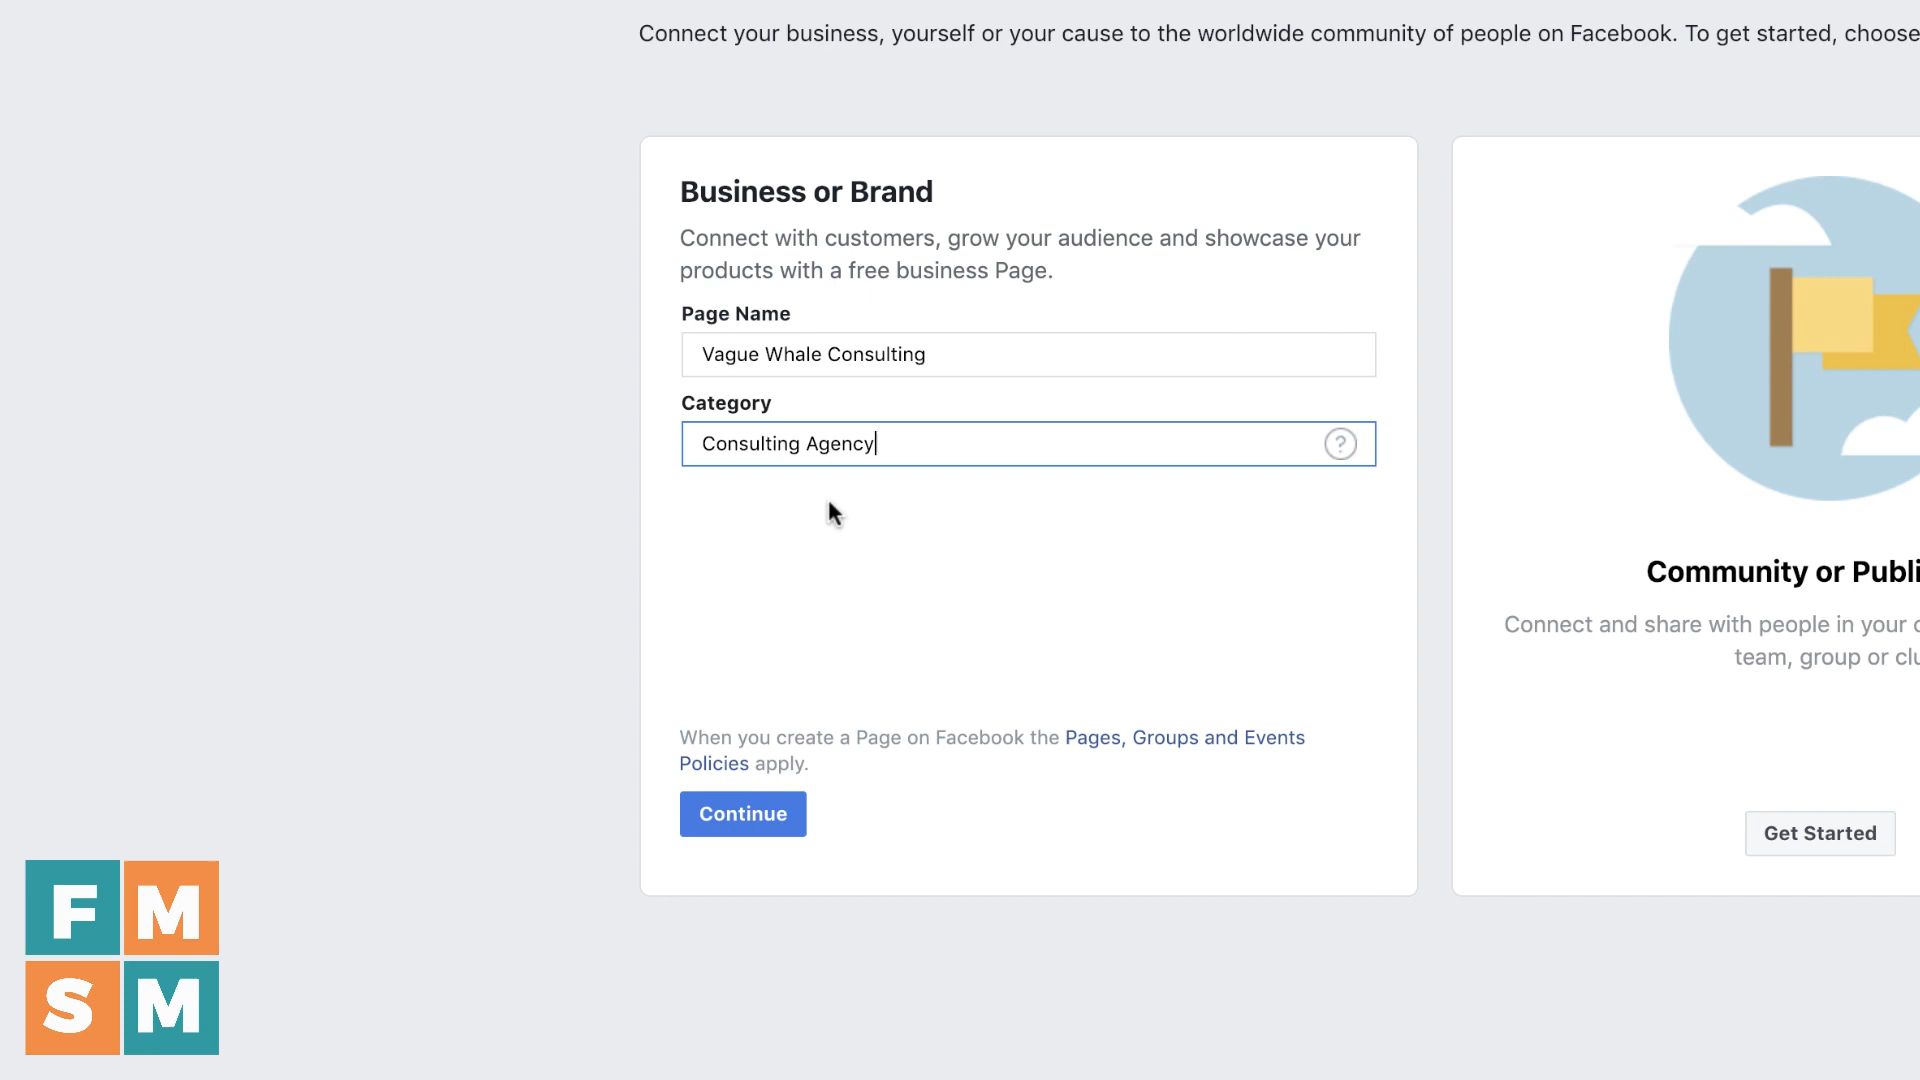 Connect your business, yourself or your cause to the worldwide community of people on Facebook. To get started, choose
Business or Brand
Connect with customers, grow your audience and showcase your
products with a free business Page.
Page Name
Vague Whale Consulting
Category
Consulting Agency
?
When you create a Page on Facebook the Pages, Groups and Events
Policies apply.
Continue
Community or Publi
Connect and share with people in your
team, group or clu
Get Started
F M
S M